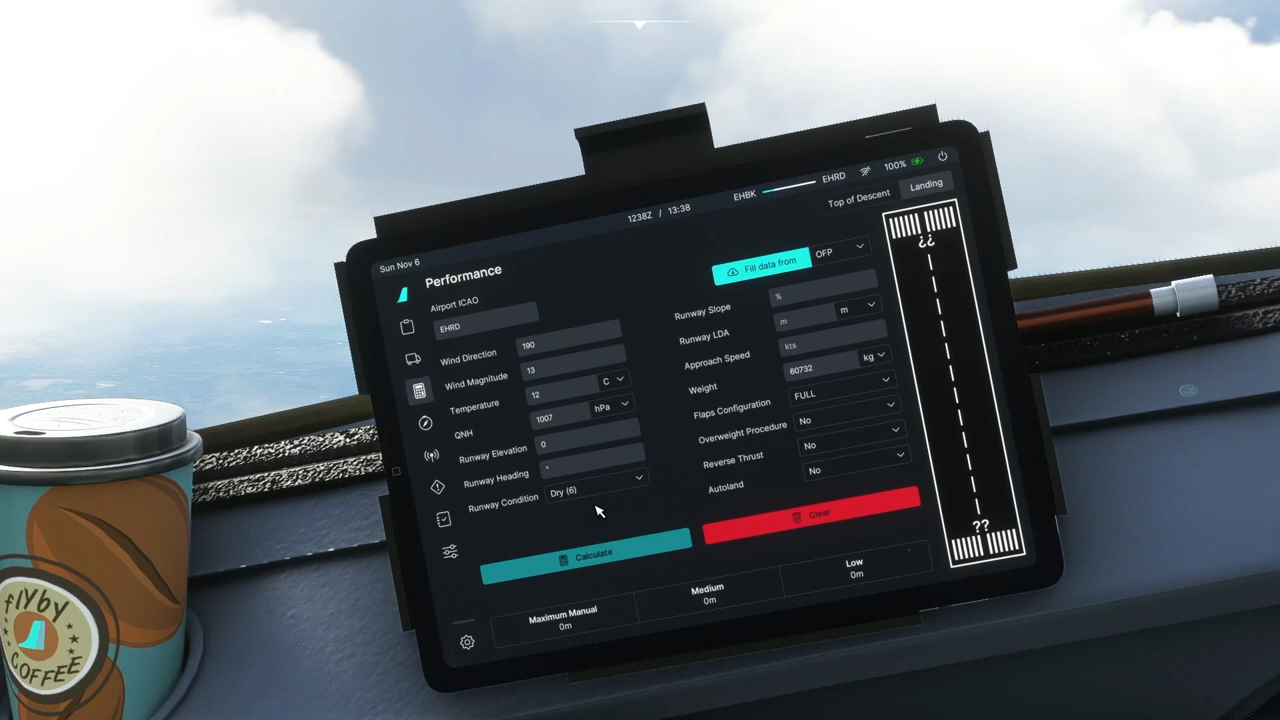 Sun Nov 6
1238Z / 13:38
EHBK
EHRD
100%
Performance
Top of Descent
Landing
Airport ICAO
EHRD
Fill data from
OFP
Wind Direction
190
Wind Magnitude
13
Temperature
12
C
QNH
1007
hPa
Runway Elevation
0
Runway Heading
°
Runway Condition
Dry (6)
Runway Slope
%
Runway LDA
m
m
Approach Speed
kts
Weight
60732
kg
Flaps Configuration
FULL
Overweight Procedure
No
Reverse Thrust
No
Autoland
No
Calculate
Clear
Maximum Manual
0m
Medium
0m
Low
0m
¿¿
??
flyby
COFFEE